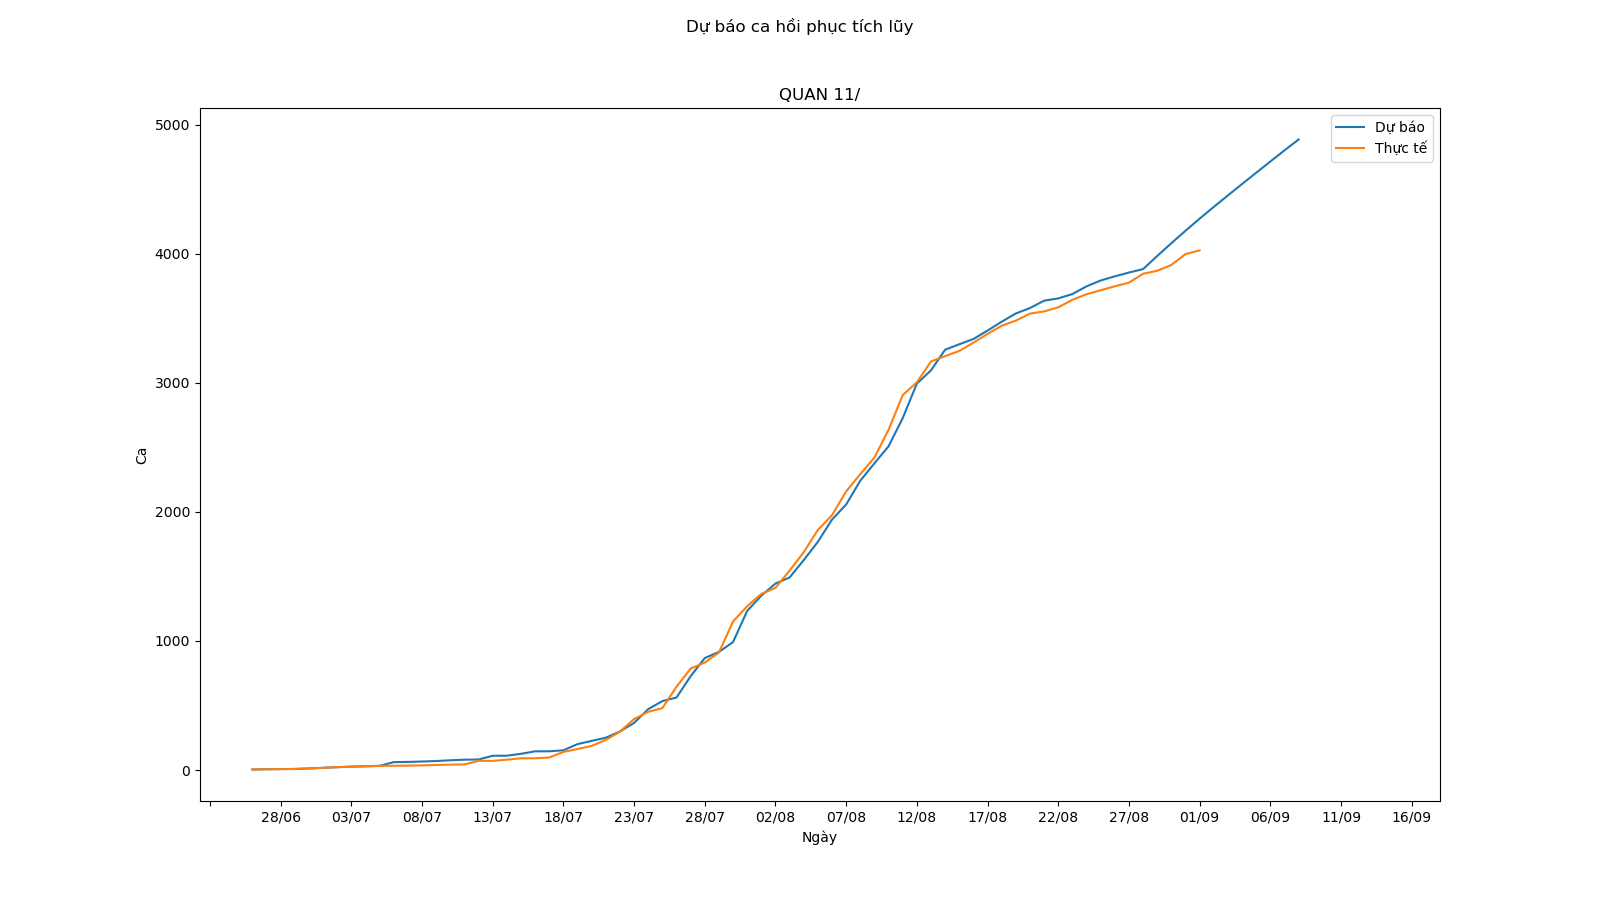 Dự báo ca hồi phục tích lũy
QUAN 11/
Dự báo
Thực tế
5000
4000
3000
2000
1000
0
Ca
28/06 03/07 08/07 13/07 18/07 23/07 28/07 02/08 07/08 12/08 17/08 22/08 27/08 01/09 06/09 11/09 16/09
Ngày